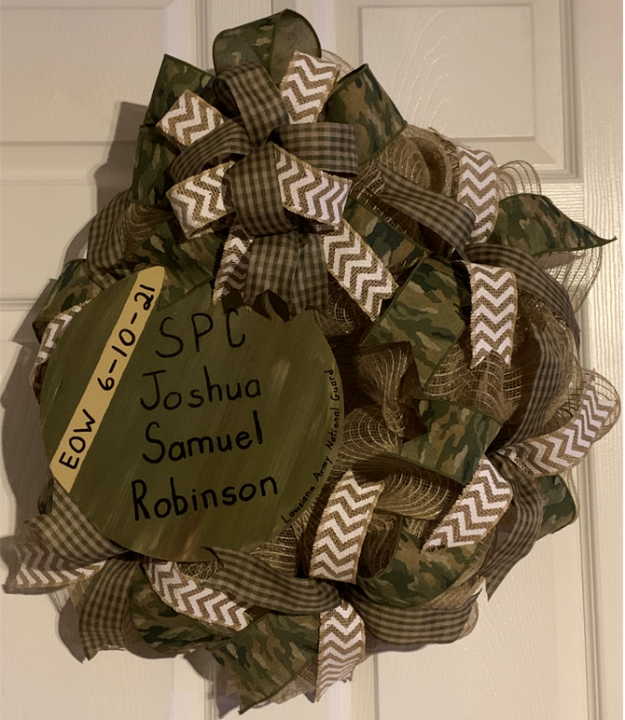 EOW 6-10-21
SPC
Joshua
Samuel
Robinson
Louisiana Army National Guard